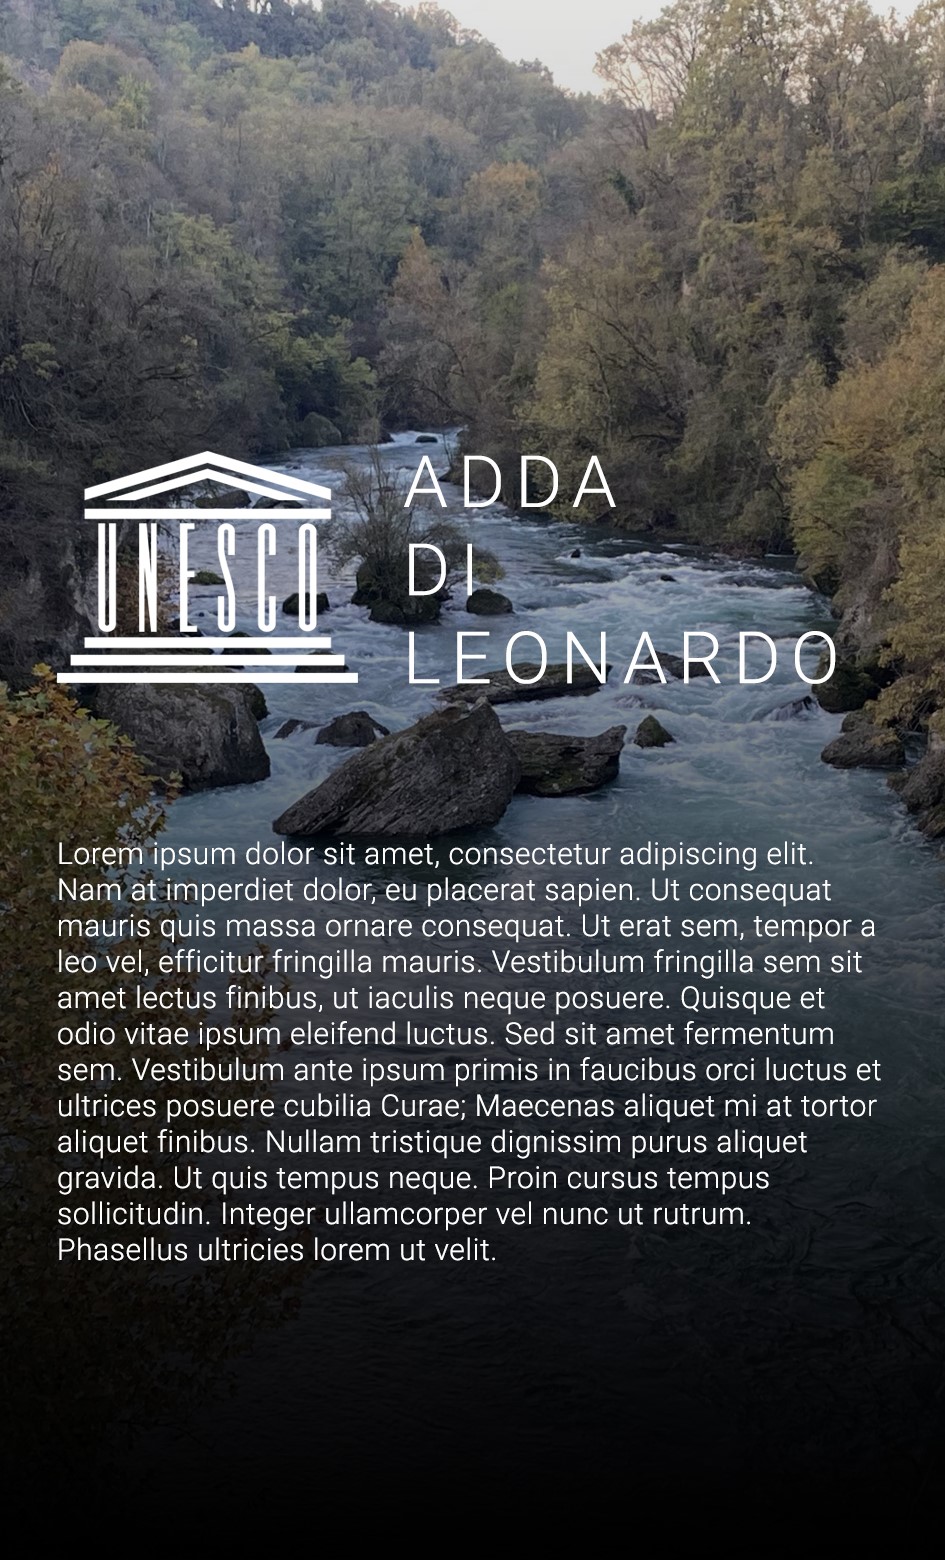 UNESCO
ADDA
DI
LEONARDO
Lorem ipsum dolor sit amet, consectetur adipiscing elit.
Nam at imperdiet dolor, eu placerat sapien. Ut consequat
mauris quis massa ornare consequat. Ut erat sem, tempor a
leo vel, efficitur fringilla mauris. Vestibulum fringilla sem sit
amet lectus finibus, ut iaculis neque posuere. Quisque et
odio vitae ipsum eleifend luctus. Sed sit amet fermentum
sem. Vestibulum ante ipsum primis in faucibus orci luctus et
ultrices posuere cubilia Curae; Maecenas aliquet mi at tortor
aliquet finibus. Nullam tristique dignissim purus aliquet
gravida. Ut quis tempus neque. Proin cursus tempus
sollicitudin. Integer ullamcorper vel nunc ut rutrum.
Phasellus ultricies lorem ut velit.